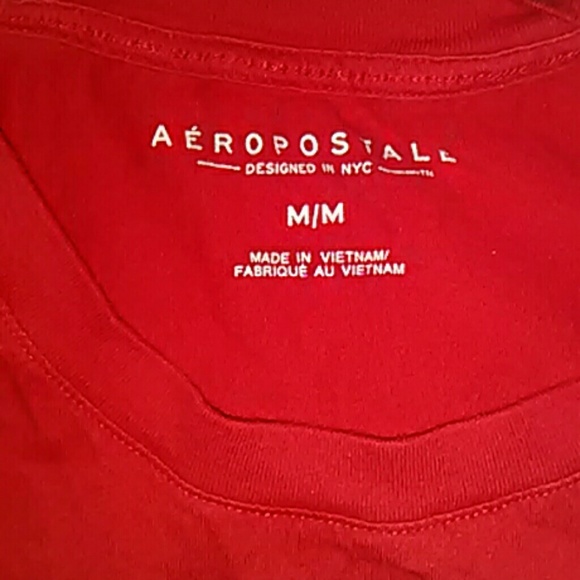 AÉROPOSTALE
DESIGNED IN NYC
M/M
MADE IN VIETNAM/
FABRIQUÉ AU VIETNAM